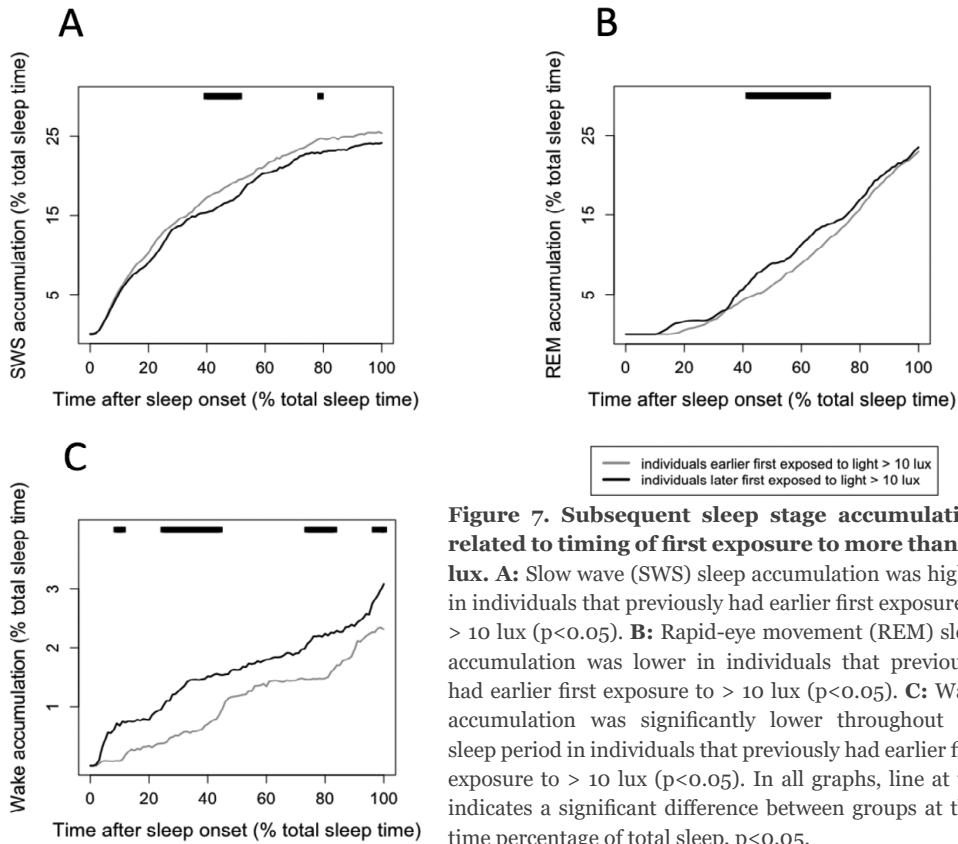 A
SWS accumulation (% total sleep time)
5 15 25
0 20 40 60 80 100
Time after sleep onset (% total sleep time)
B
REM accumulation (% total sleep time)
5 15 25
0 20 40 60 80 100
Time after sleep onset (% total sleep time)
individuals earlier first exposed to light > 10 lux
individuals later first exposed to light > 10 lux
C
Wake accumulation (% total sleep time)
1 2 3
0 20 40 60 80 100
Time after sleep onset (% total sleep time)
Figure 7. Subsequent sleep stage accumulati
related to timing of first exposure to more than
lux. A: Slow wave (SWS) sleep accumulation was high
in individuals that previously had earlier first exposure
> 10 lux (p<0.05). B: Rapid-eye movement (REM) sle
accumulation was lower in individuals that previou
had earlier first exposure to > 10 lux (p<0.05). C: Wa
accumulation was significantly lower throughout
sleep period in individuals that previously had earlier fi
exposure to > 10 lux (p<0.05). In all graphs, line at t
indicates a significant difference between groups at th
time percentage of total sleep, p<0.05.